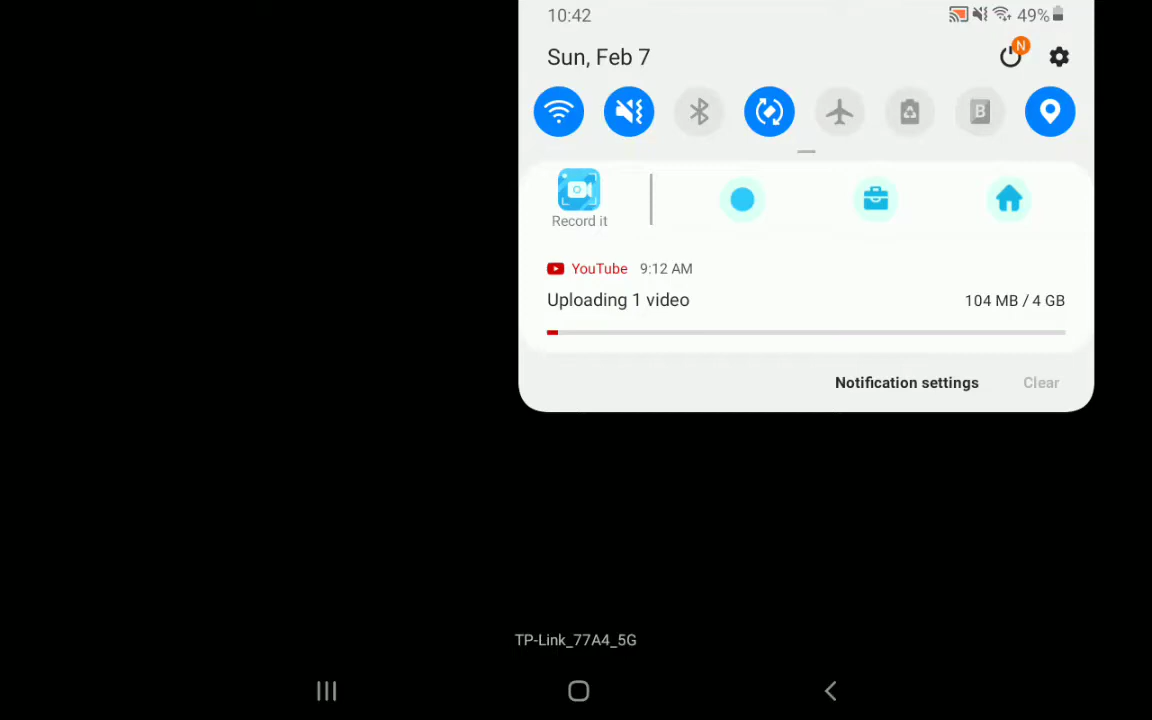 10:42 49%
Sun, Feb 7
N
B
Record it
YouTube 9:12 AM
Uploading 1 video 104 MB / 4 GB
Notification settings Clear
TP-Link_77A4_5G